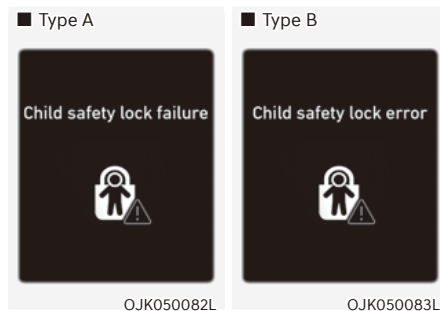 ■ Type A
Child safety lock failure
OJK050082L
■ Type B
Child safety lock error
OJK050083L